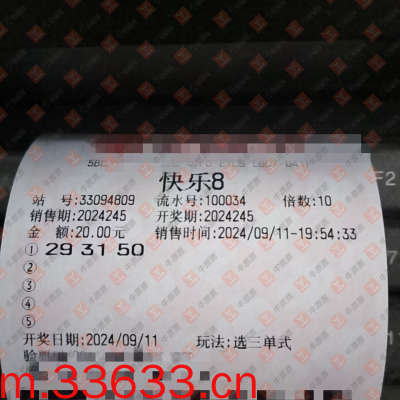 快乐8
站 号:33094809 流水号:100034 倍数:10
销售期:2024245 开奖期:2024245
金 额:20.00元 销售时间:2024/09/11-19:54:33
① 29 31 50
②
③
④
⑤
开奖日期:2024/09/11 玩法:选三单式
验
m.33633.cn
F2